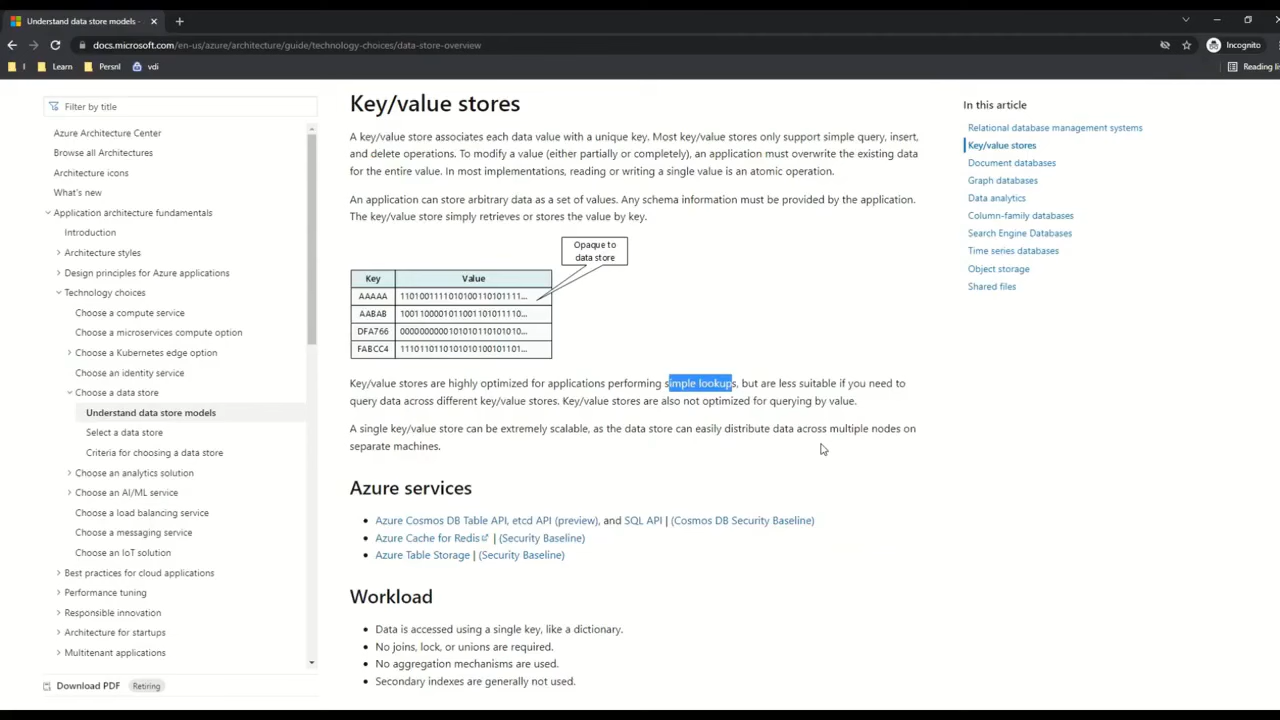 Understand data store models -
docs.microsoft.com/en-us/azure/architecture/guide/technology-choices/data-store-overview
Incognito
I
Learn
Persnl
vdi
Reading li
Filter by title
Azure Architecture Center
Browse all Architectures
Architecture icons
What's new
Application architecture fundamentals
Introduction
Architecture styles
Design principles for Azure applications
Technology choices
Choose a compute service
Choose a microservices compute option
Choose a Kubernetes edge option
Choose an identity service
Choose a data store
Understand data store models
Select a data store
Criteria for choosing a data store
Choose an analytics solution
Choose an AI/ML service
Choose a load balancing service
Choose a messaging service
Choose an IoT solution
Best practices for cloud applications
Performance tuning
Responsible innovation
Architecture for startups
Multitenant applications
Download PDF Retiring
Key/value stores
A key/value store associates each data value with a unique key. Most key/value stores only support simple query, insert,
and delete operations. To modify a value (either partially or completely), an application must overwrite the existing data
for the entire value. In most implementations, reading or writing a single value is an atomic operation.
An application can store arbitrary data as a set of values. Any schema information must be provided by the application.
The key/value store simply retrieves or stores the value by key.
Opaque to
data store
Key Value
AAAAA 1101001111010100110101111...
AABAB 1001100001011001101011110...
DFA766 0000000000101010110101010...
FABCC4 1110110110101010100101101...
Key/value stores are highly optimized for applications performing simple lookups, but are less suitable if you need to
query data across different key/value stores. Key/value stores are also not optimized for querying by value.
A single key/value store can be extremely scalable, as the data store can easily distribute data across multiple nodes on
separate machines.
Azure services
Azure Cosmos DB Table API, etcd API (preview), and SQL API | (Cosmos DB Security Baseline)
Azure Cache for Redis | (Security Baseline)
Azure Table Storage | (Security Baseline)
Workload
Data is accessed using a single key, like a dictionary.
No joins, lock, or unions are required.
No aggregation mechanisms are used.
Secondary indexes are generally not used.
In this article
Relational database management systems
Key/value stores
Document databases
Graph databases
Data analytics
Column-family databases
Search Engine Databases
Time series databases
Object storage
Shared files